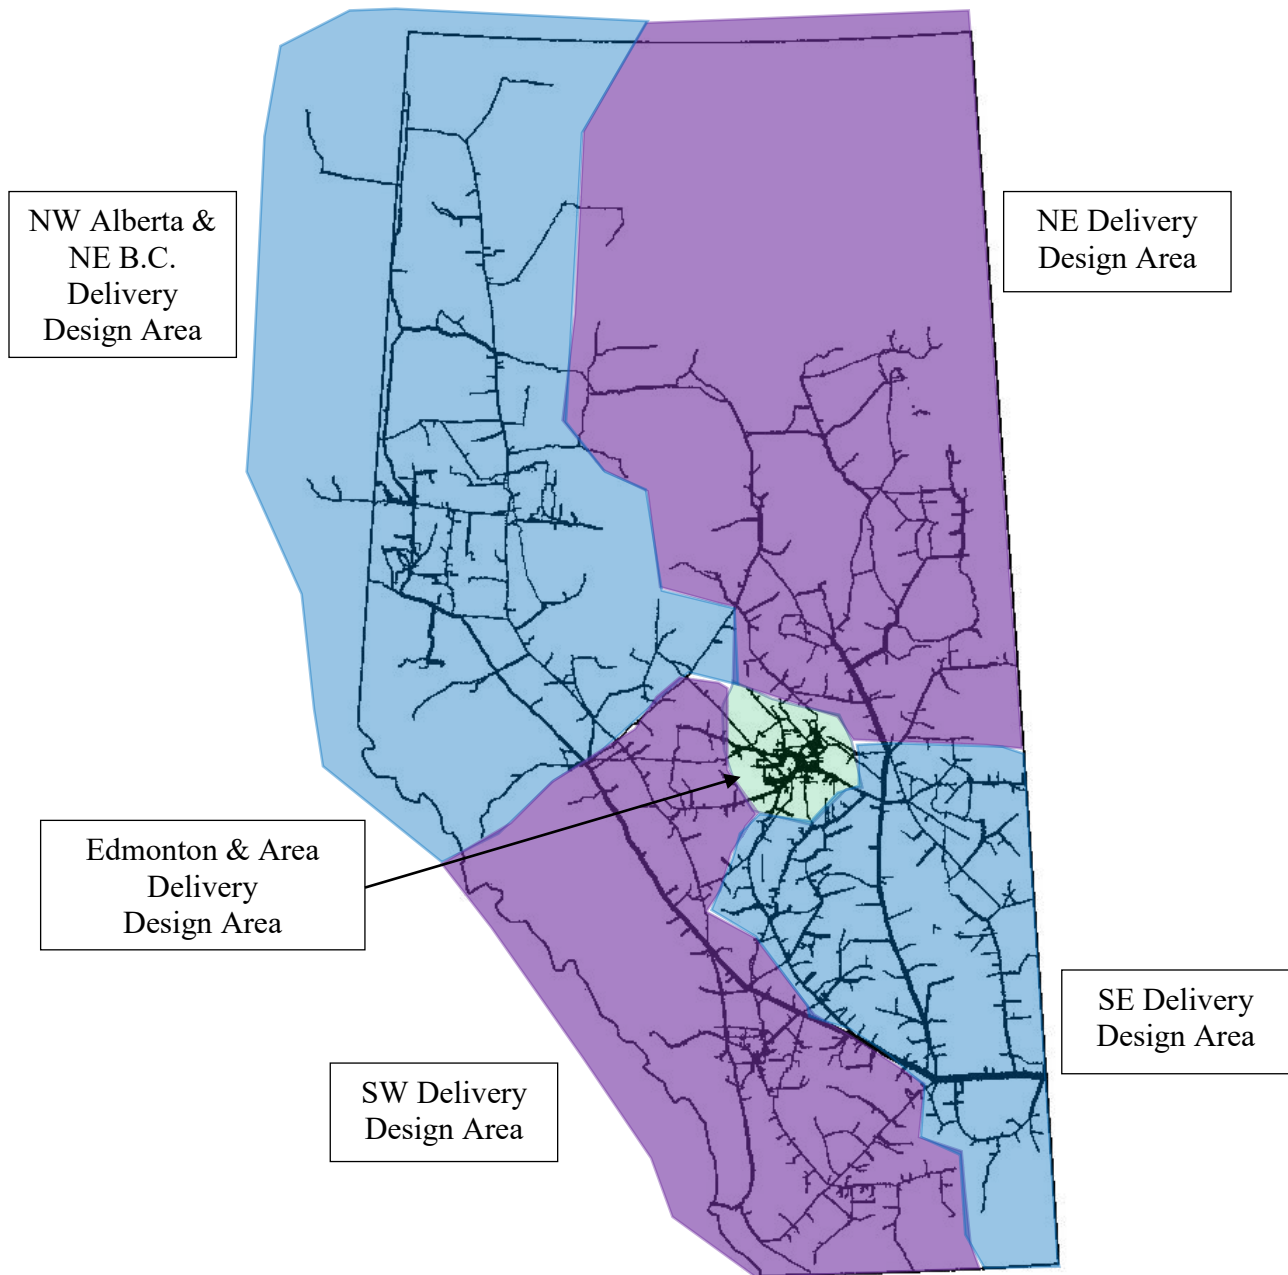 NW Alberta &
NE B.C.
Delivery
Design Area
NE Delivery
Design Area
Edmonton & Area
Delivery
Design Area
SE Delivery
Design Area
SW Delivery
Design Area